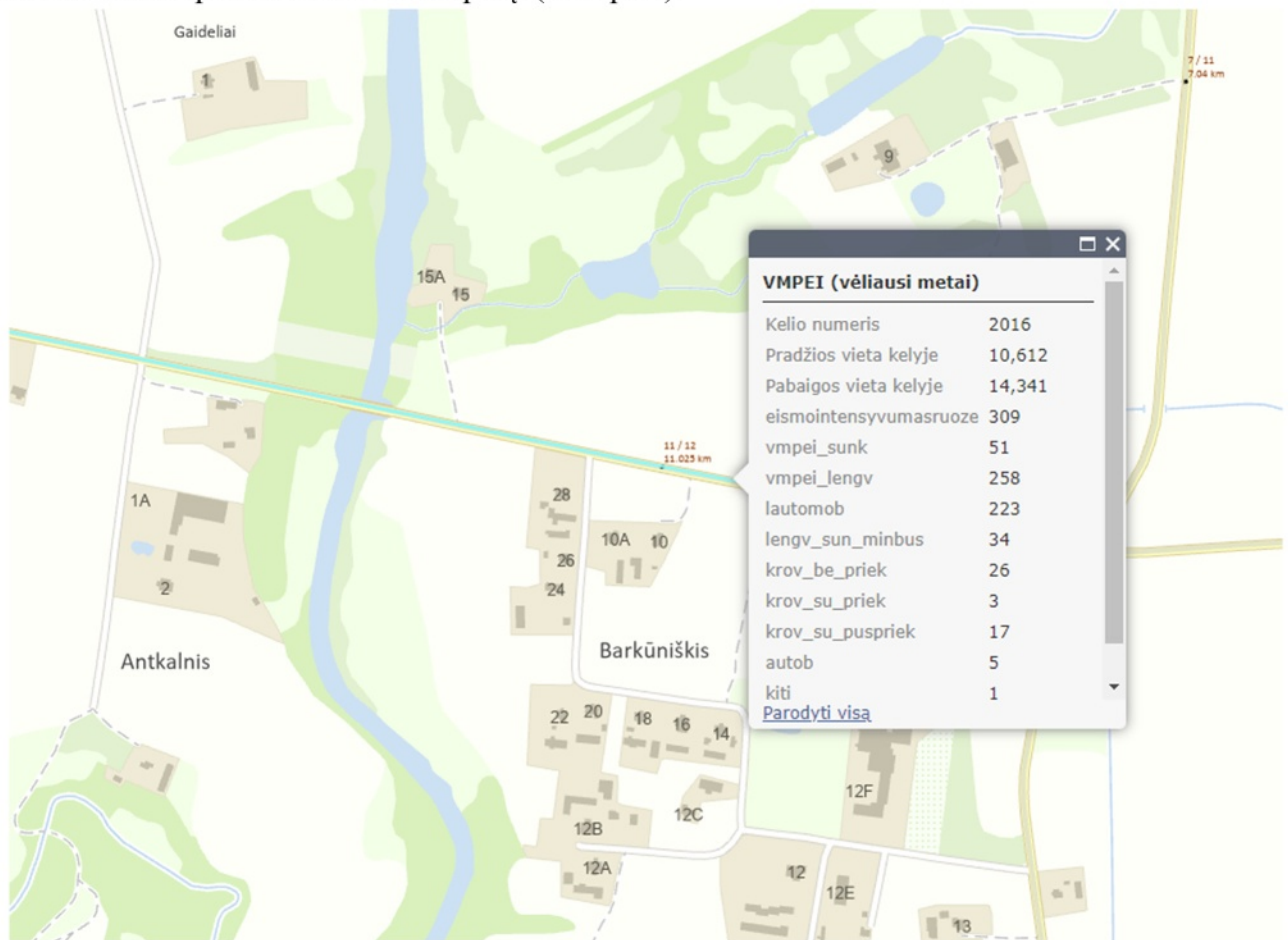 Gaideliai
1
7 / 11
7.04 km
9
15A
15
VMPEI (vėliausi metai)
Kelio numeris 2016
Pradžios vieta kelyje 10,612
Pabaigos vieta kelyje 14,341
eismointensyvumasruoze 309
vmpei_sunk 51
vmpei_lengv 258
lautomob 223
lengv_sun_minbus 34
krov_be_priek 26
krov_su_priek 3
krov_su_puspriek 17
autob 5
kiti 1
Parodyti visą
11 / 12
11.025 km
1A
28
10A 10
26
2
24
Antkalnis
Barkūniškis
22 20
18 16
14
12F
12C
12B
12A
12
12E
13